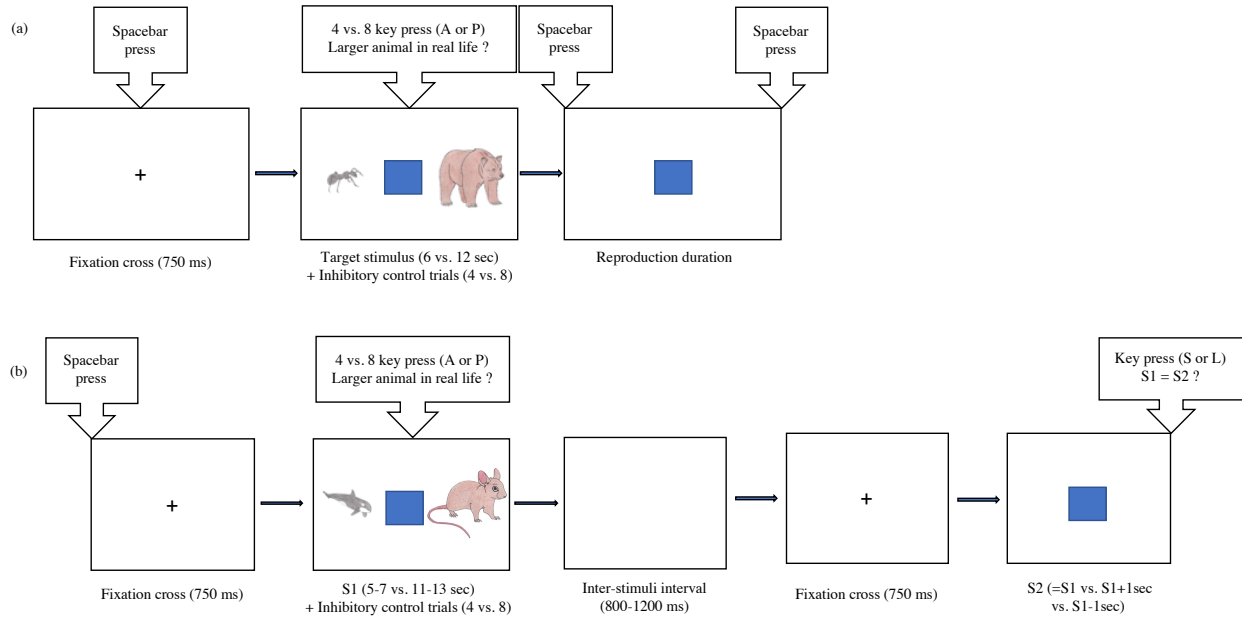 (a)
Spacebar
press
4 vs. 8 key press (A or P)
Larger animal in real life ?
Spacebar
press
Spacebar
press
+
Fixation cross (750 ms)
Target stimulus (6 vs. 12 sec)
+ Inhibitory control trials (4 vs. 8)
Reproduction duration
(b)
Spacebar
press
4 vs. 8 key press (A or P)
Larger animal in real life ?
Key press (S or L)
S1 = S2 ?
+
+
Fixation cross (750 ms)
S1 (5-7 vs. 11-13 sec)
+ Inhibitory control trials (4 vs. 8)
Inter-stimuli interval
(800-1200 ms)
Fixation cross (750 ms)
S2 (=S1 vs. S1+1sec
vs. S1-1sec)